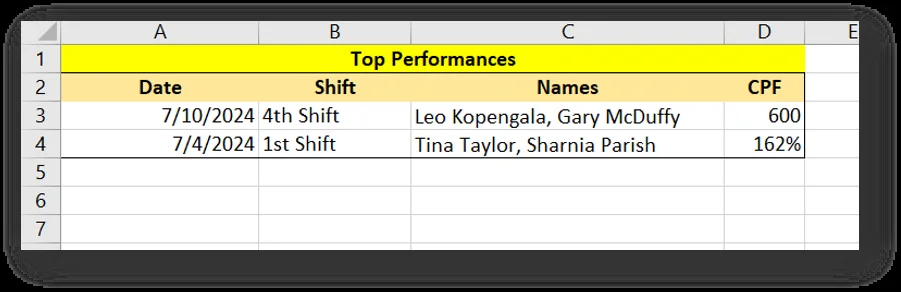 A B C D E
1 Top Performances
2 Date Shift Names CPF
3 7/10/2024 4th Shift Leo Kopengala, Gary McDuffy 600
4 7/4/2024 1st Shift Tina Taylor, Sharnia Parish 162%
5
6
7